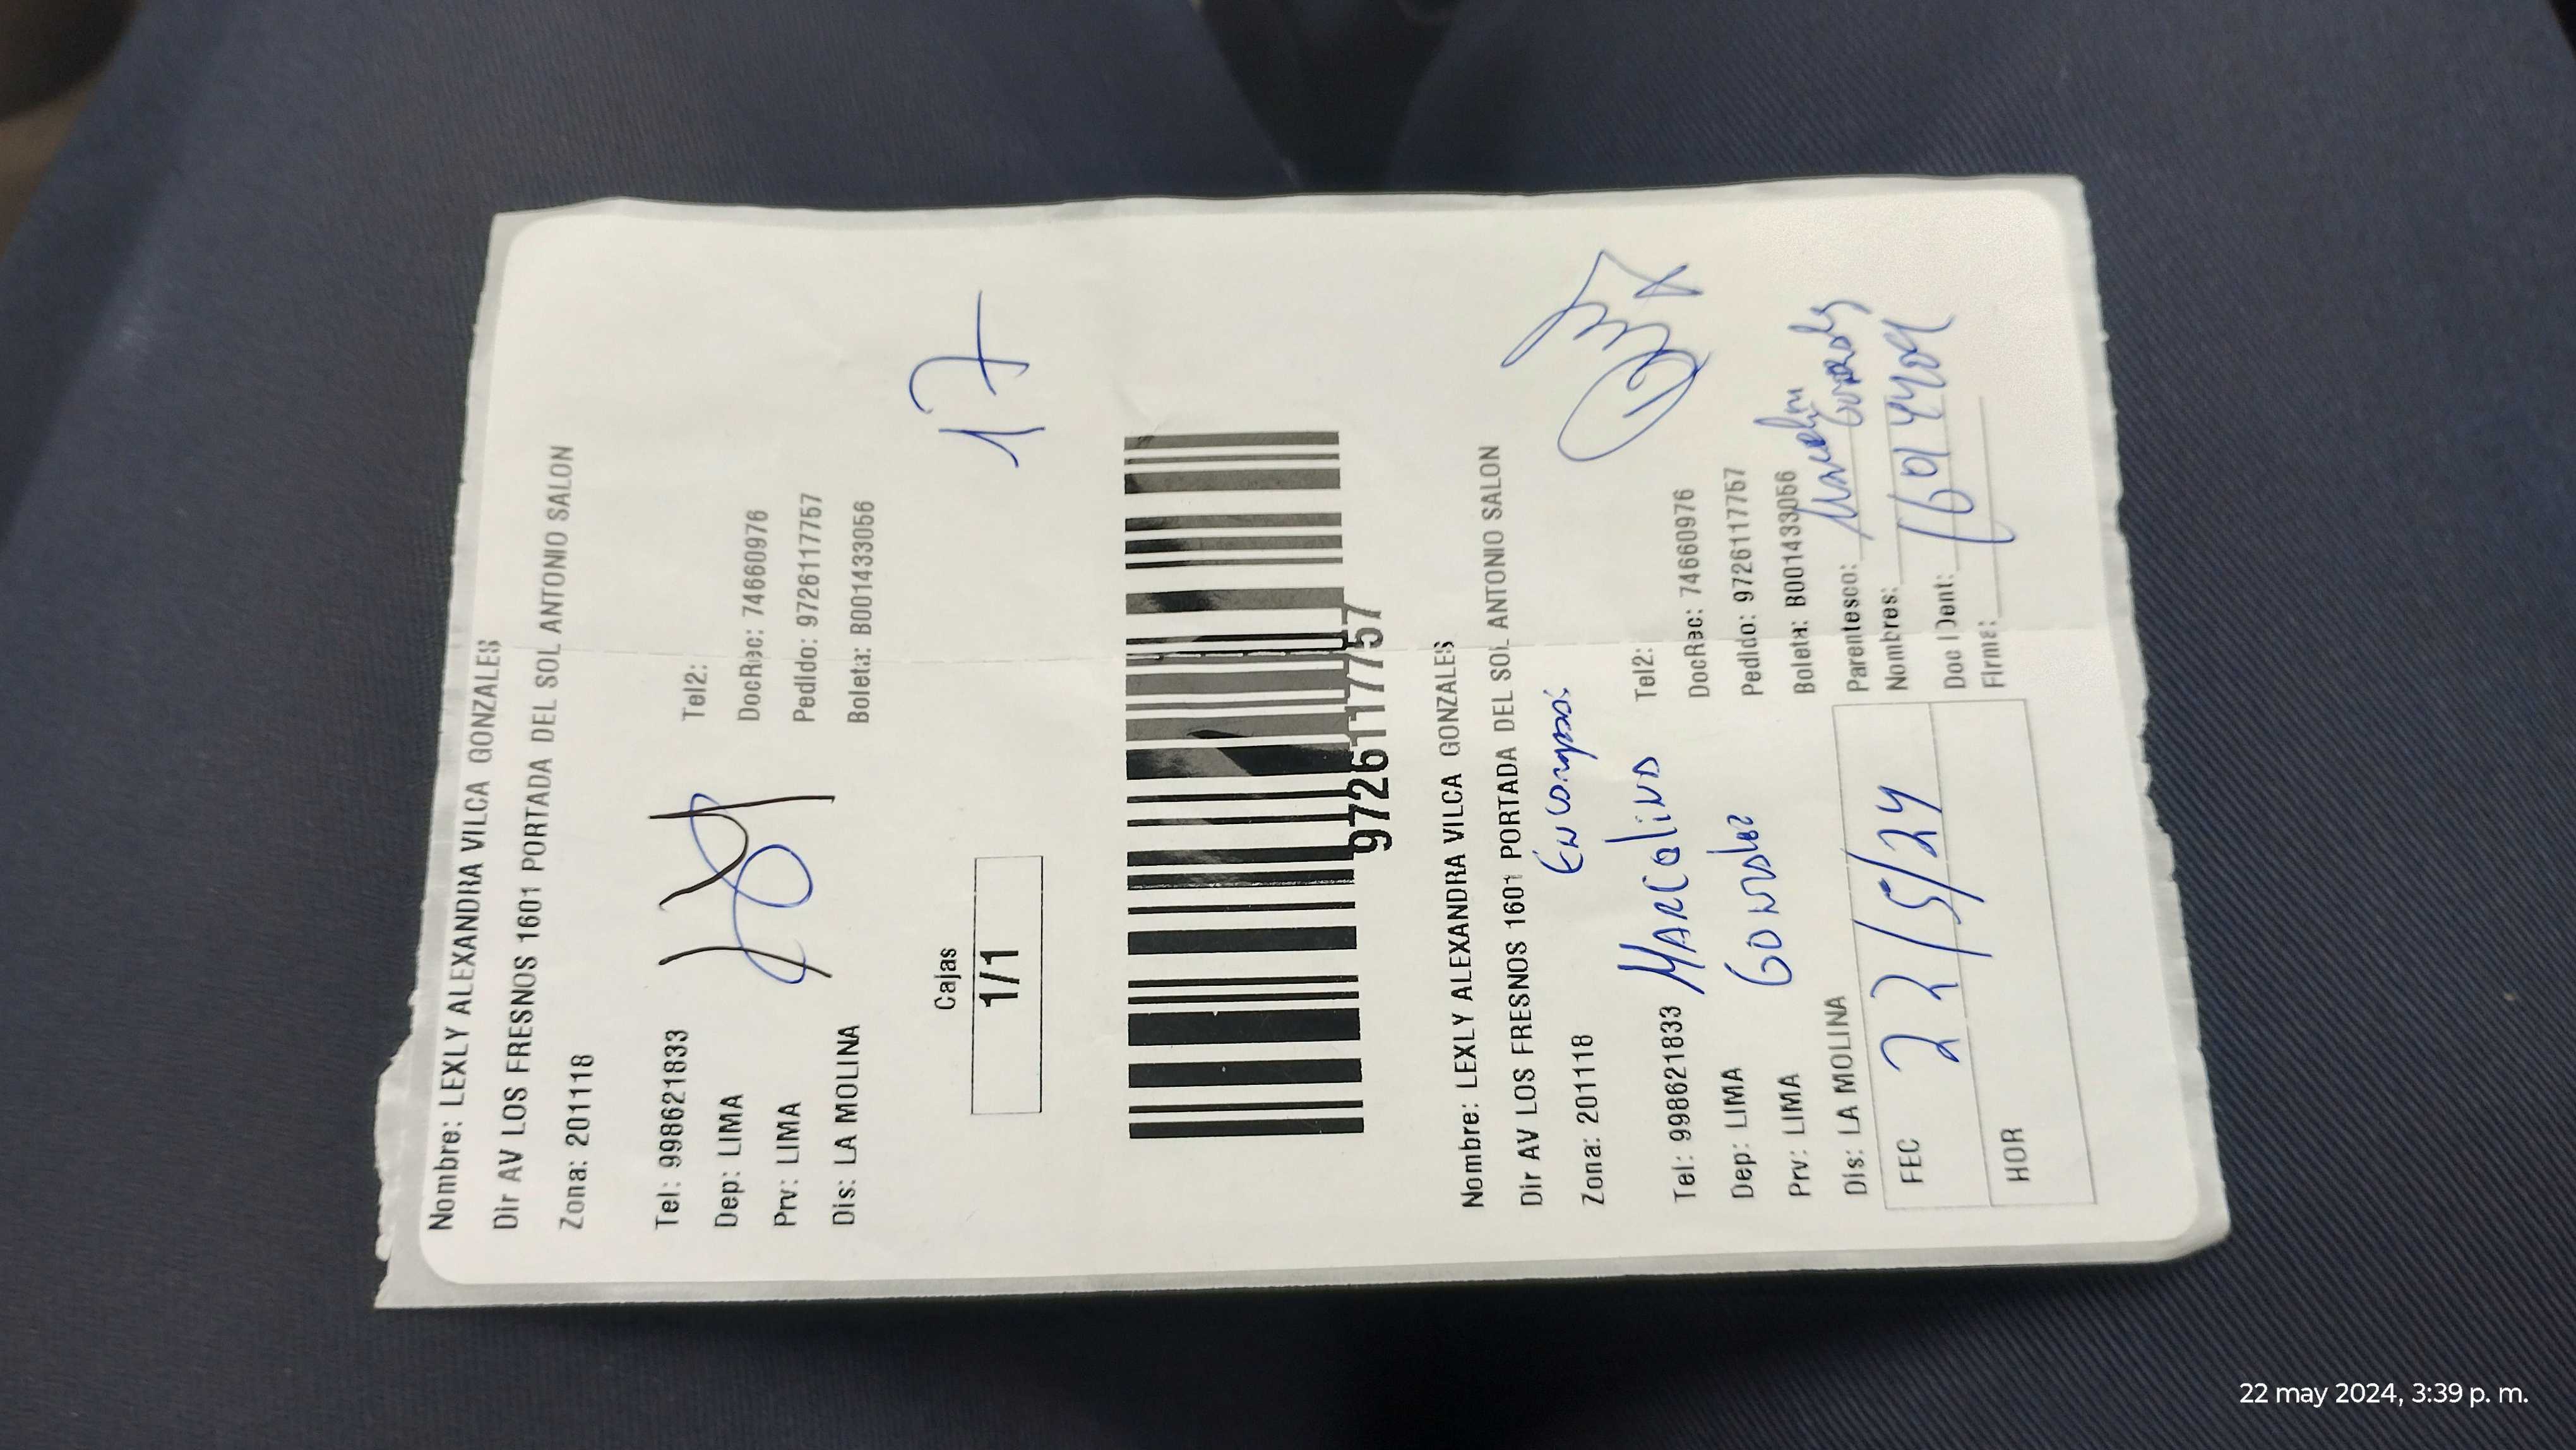 Nombre: LEXLY ALEXANDRA VILCA GONZALES
Dir AV LOS FRESNOS 1601 PORTADA DEL SOL ANTONIO SALON
Zona: 201118
Tel: 998621833 Tel2:
Dep: LIMA DocRec: 74660976
Prv: LIMA Pedido: 9726117757
Dis: LA MOLINA Boleta: B001433056
Cajas
1/1
17
9726117757
Nombre: LEXLY ALEXANDRA VILCA GONZALES
Dir AV LOS FRESNOS 1601 PORTADA DEL SOL ANTONIO SALON
Zona: 201118
Tel: 998621833 MARCOLINO Tel2:
Dep: LIMA Gonzalez DocRec: 74660976
Prv: LIMA Pedido: 9726117757
Dis: LA MOLINA Boleta: B001433056
FEC 22/5/24 Parentesco:
Nombres:
HOR Doc Ident:
Firma:
22 may 2024, 3:39 p. m.